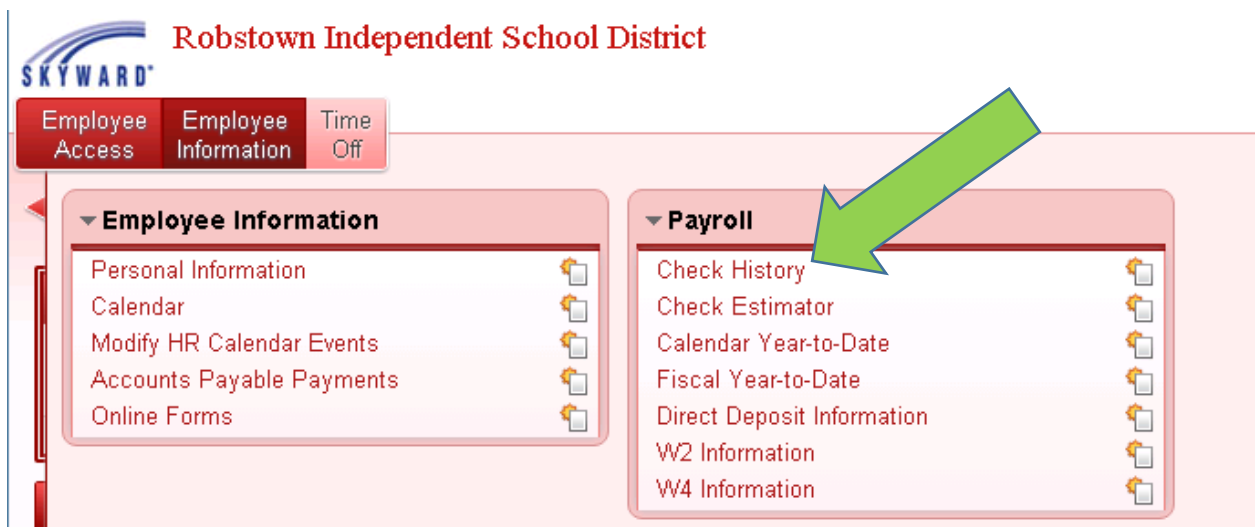 Robstown Independent School District
SKYWARD
Employee Access
Employee Information
Time Off
Employee Information
Personal Information
Calendar
Modify HR Calendar Events
Accounts Payable Payments
Online Forms
Payroll
Check History
Check Estimator
Calendar Year-to-Date
Fiscal Year-to-Date
Direct Deposit Information
W2 Information
W4 Information